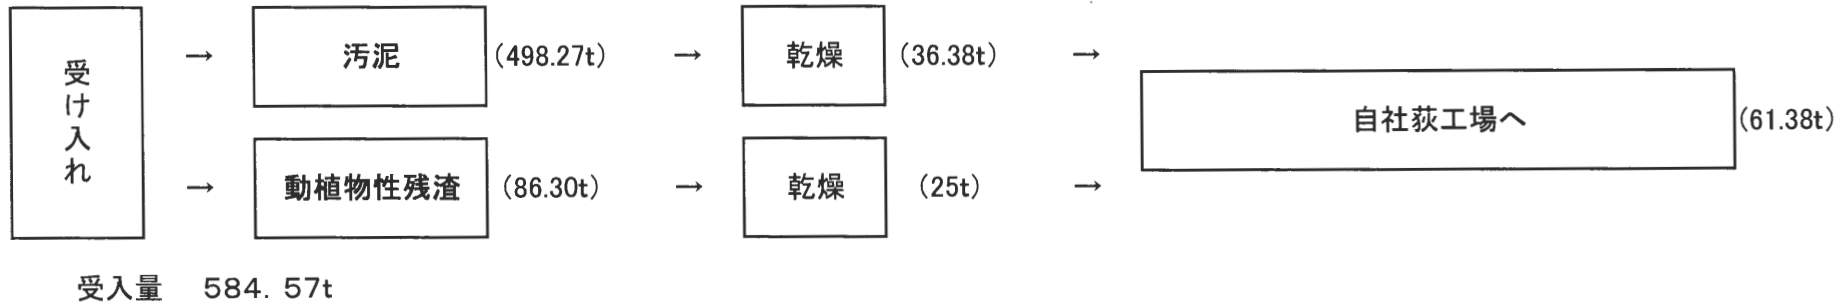 受け入れ
→ 汚泥 (498.27t) → 乾燥 (36.38t) →
→ 動植物性残渣 (86.30t) → 乾燥 (25t) →
自社荻工場へ (61.38t)
受入量 584.57t